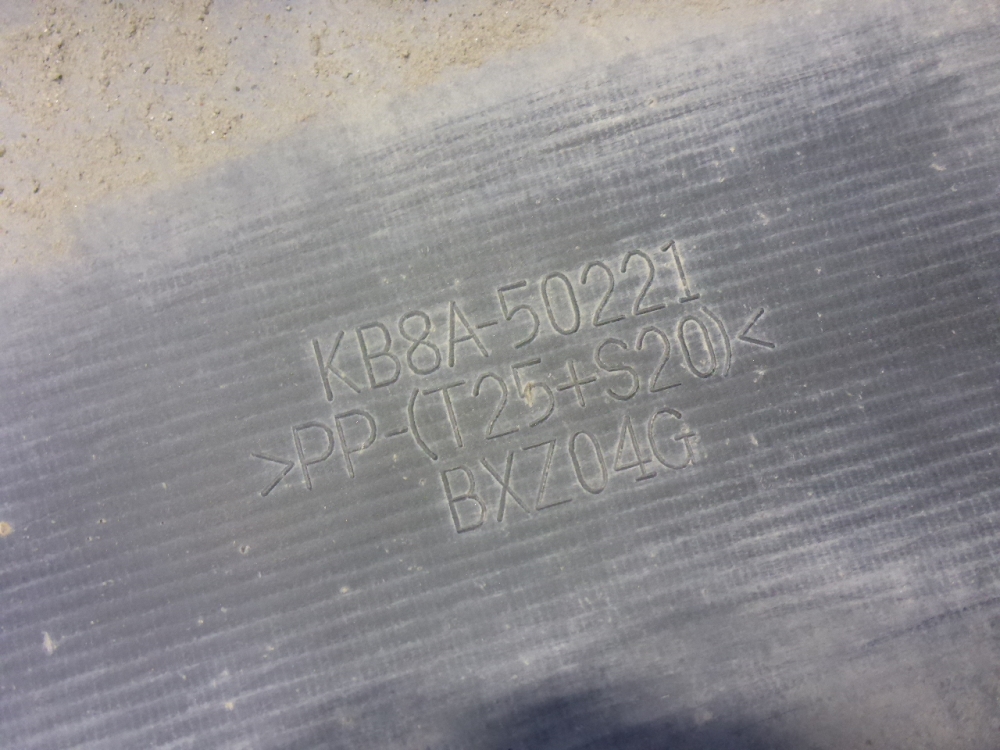 KB8A-50221
>PP-(T25+S20)<
BXZ04G